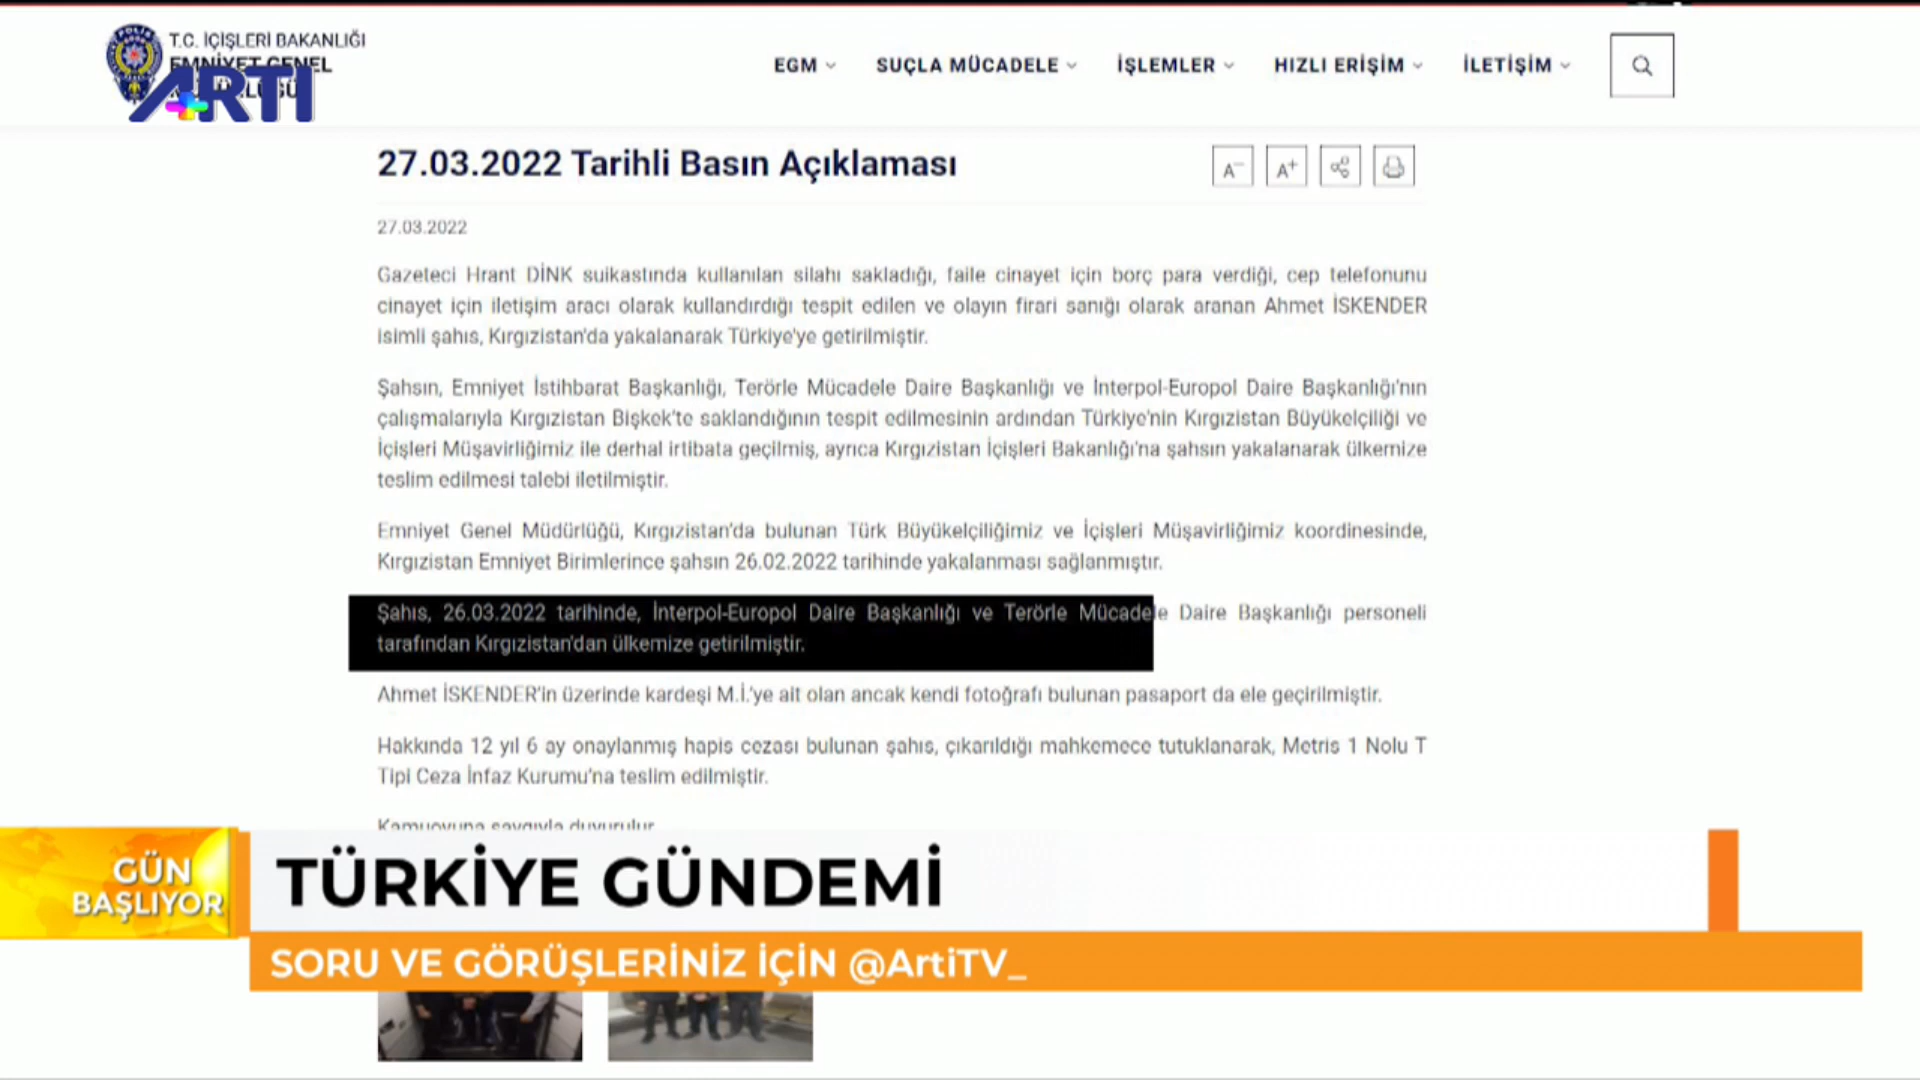 T.C. İÇİŞLERİ BAKANLIĞI
EMNİYET GENEL
ARTI
EGM
SUÇLA MÜCADELE
İŞLEMLER
HIZLI ERİŞİM
İLETİŞİM
27.03.2022 Tarihli Basın Açıklaması
A−
A+
27.03.2022
Gazeteci Hrant DİNK suikastında kullanılan silahı sakladığı, faile cinayet için borç para verdiği, cep telefonunu
cinayet için iletişim aracı olarak kullandırdığı tespit edilen ve olayın firari sanığı olarak aranan Ahmet İSKENDER
isimli şahıs, Kırgızistan'da yakalanarak Türkiye'ye getirilmiştir.
Şahsın, Emniyet İstihbarat Başkanlığı, Terörle Mücadele Daire Başkanlığı ve İnterpol-Europol Daire Başkanlığı'nın
çalışmalarıyla Kırgızistan Bişkek'te saklandığının tespit edilmesinin ardından Türkiye'nin Kırgızistan Büyükelçiliği ve
İçişleri Müşavirliğimiz ile derhal irtibata geçilmiş, ayrıca Kırgızistan İçişleri Bakanlığı'na şahsın yakalanarak ülkemize
teslim edilmesi talebi iletilmiştir.
Emniyet Genel Müdürlüğü, Kırgızistan'da bulunan Türk Büyükelçiliğimiz ve İçişleri Müşavirliğimiz koordinesinde,
Kırgızistan Emniyet Birimlerince şahsın 26.02.2022 tarihinde yakalanması sağlanmıştır.
Şahıs, 26.03.2022 tarihinde, İnterpol-Europol Daire Başkanlığı ve Terörle Mücadele Daire Başkanlığı personeli
tarafından Kırgızistan'dan ülkemize getirilmiştir.
Ahmet İSKENDER'in üzerinde kardeşi M.İ.'ye ait olan ancak kendi fotoğrafı bulunan pasaport da ele geçirilmiştir.
Hakkında 12 yıl 6 ay onaylanmış hapis cezası bulunan şahıs, çıkarıldığı mahkemece tutuklanarak, Metris 1 Nolu T
Tipi Ceza İnfaz Kurumu'na teslim edilmiştir.
Kamuoyuna saygıyla duyurulur
GÜN
BAŞLIYOR
TÜRKİYE GÜNDEMİ
SORU VE GÖRÜŞLERİNİZ İÇİN @ArtiTV_